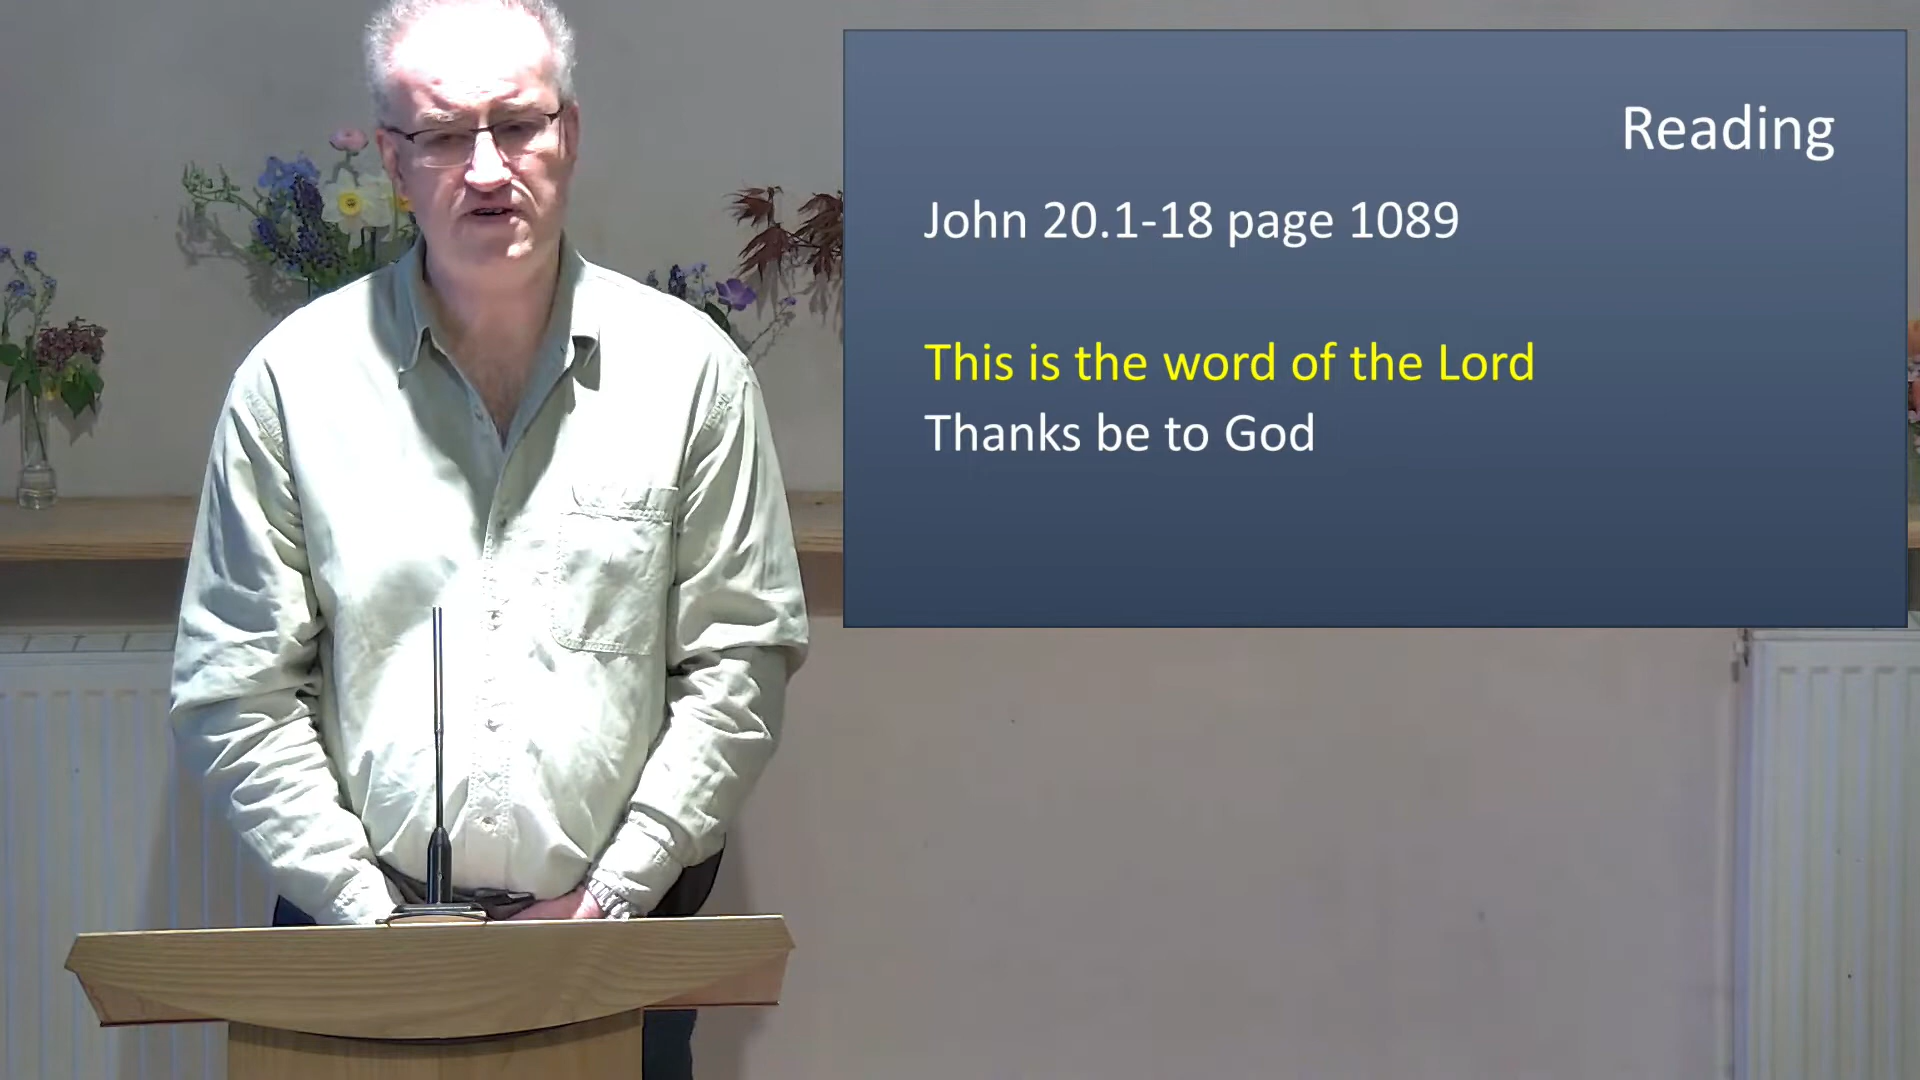 Reading
John 20.1-18 page 1089
This is the word of the Lord
Thanks be to God